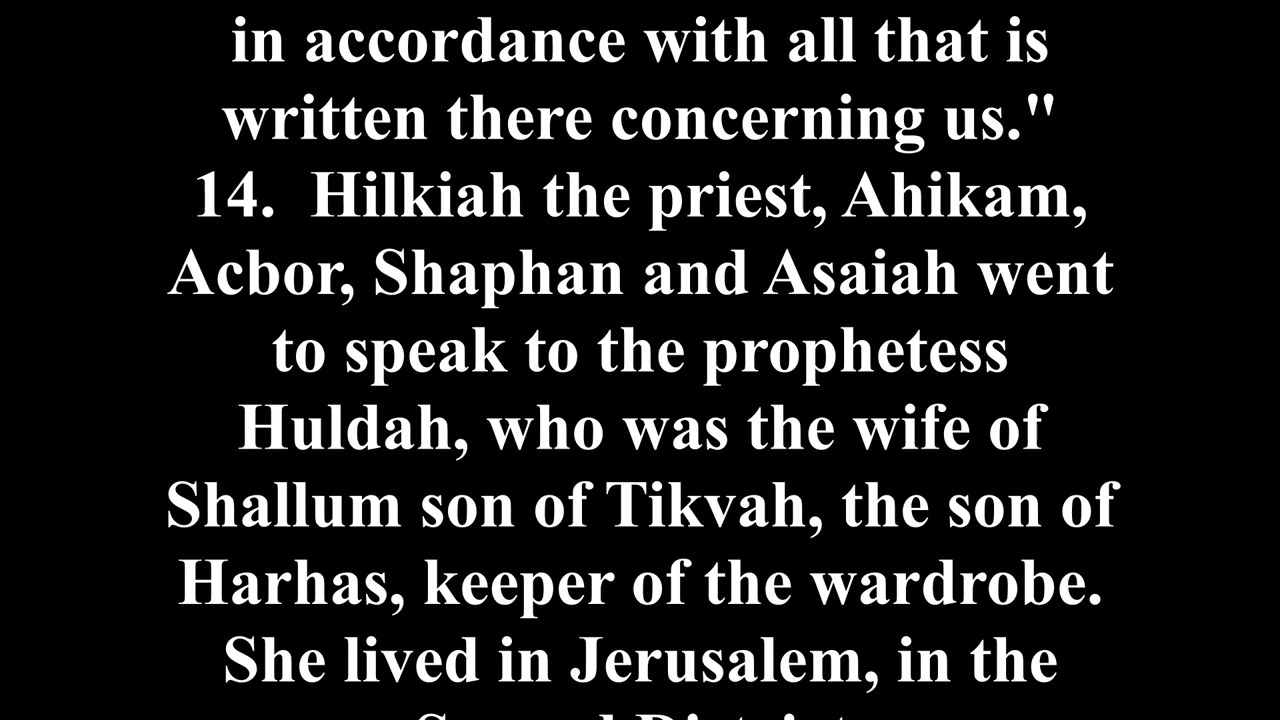 in accordance with all that is
written there concerning us."
14.  Hilkiah the priest, Ahikam,
Acbor, Shaphan and Asaiah went
to speak to the prophetess
Huldah, who was the wife of
Shallum son of Tikvah, the son of
Harhas, keeper of the wardrobe.
She lived in Jerusalem, in the